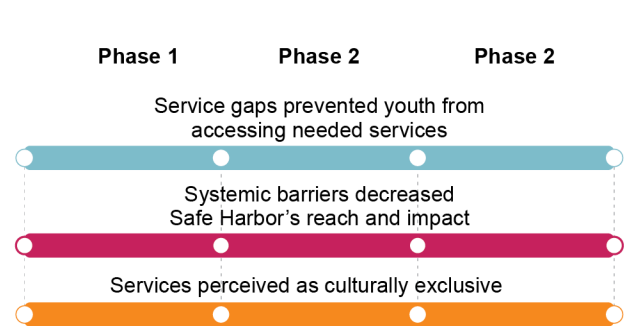 Phase 1 Phase 2 Phase 2
Service gaps prevented youth from
accessing needed services
Systemic barriers decreased
Safe Harbor’s reach and impact
Services perceived as culturally exclusive